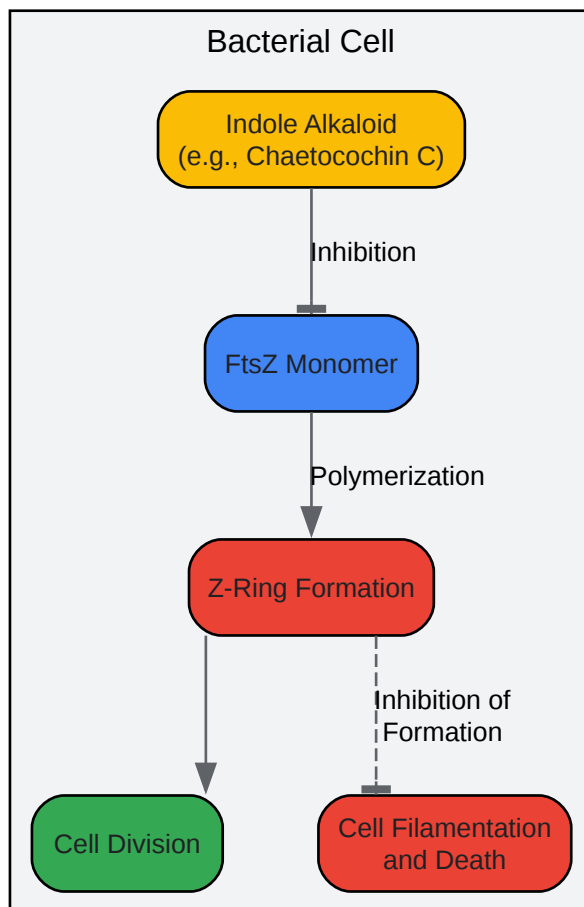 Bacterial Cell
Indole Alkaloid
(e.g., Chaetocochin C)
Inhibition
FtsZ Monomer
Polymerization
Z-Ring Formation
Inhibition of
Formation
Cell Division
Cell Filamentation
and Death